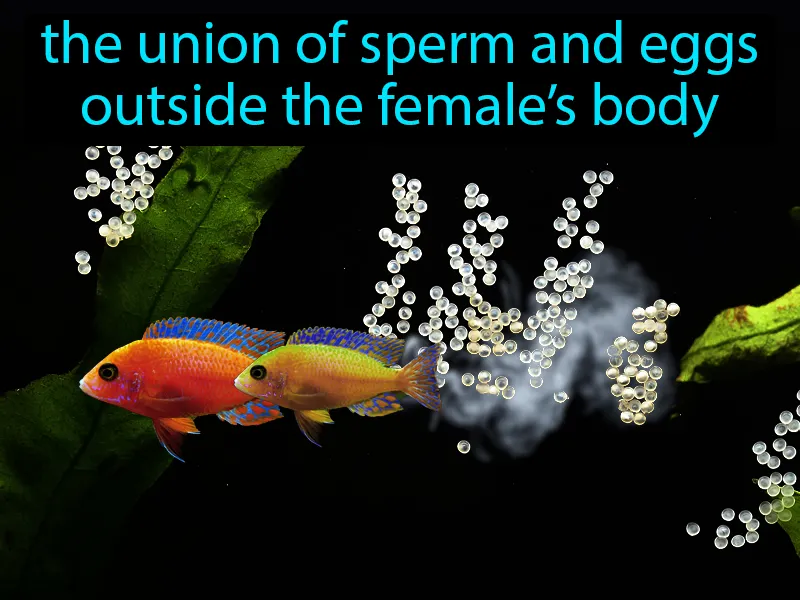 the union of sperm and eggs
outside the female’s body